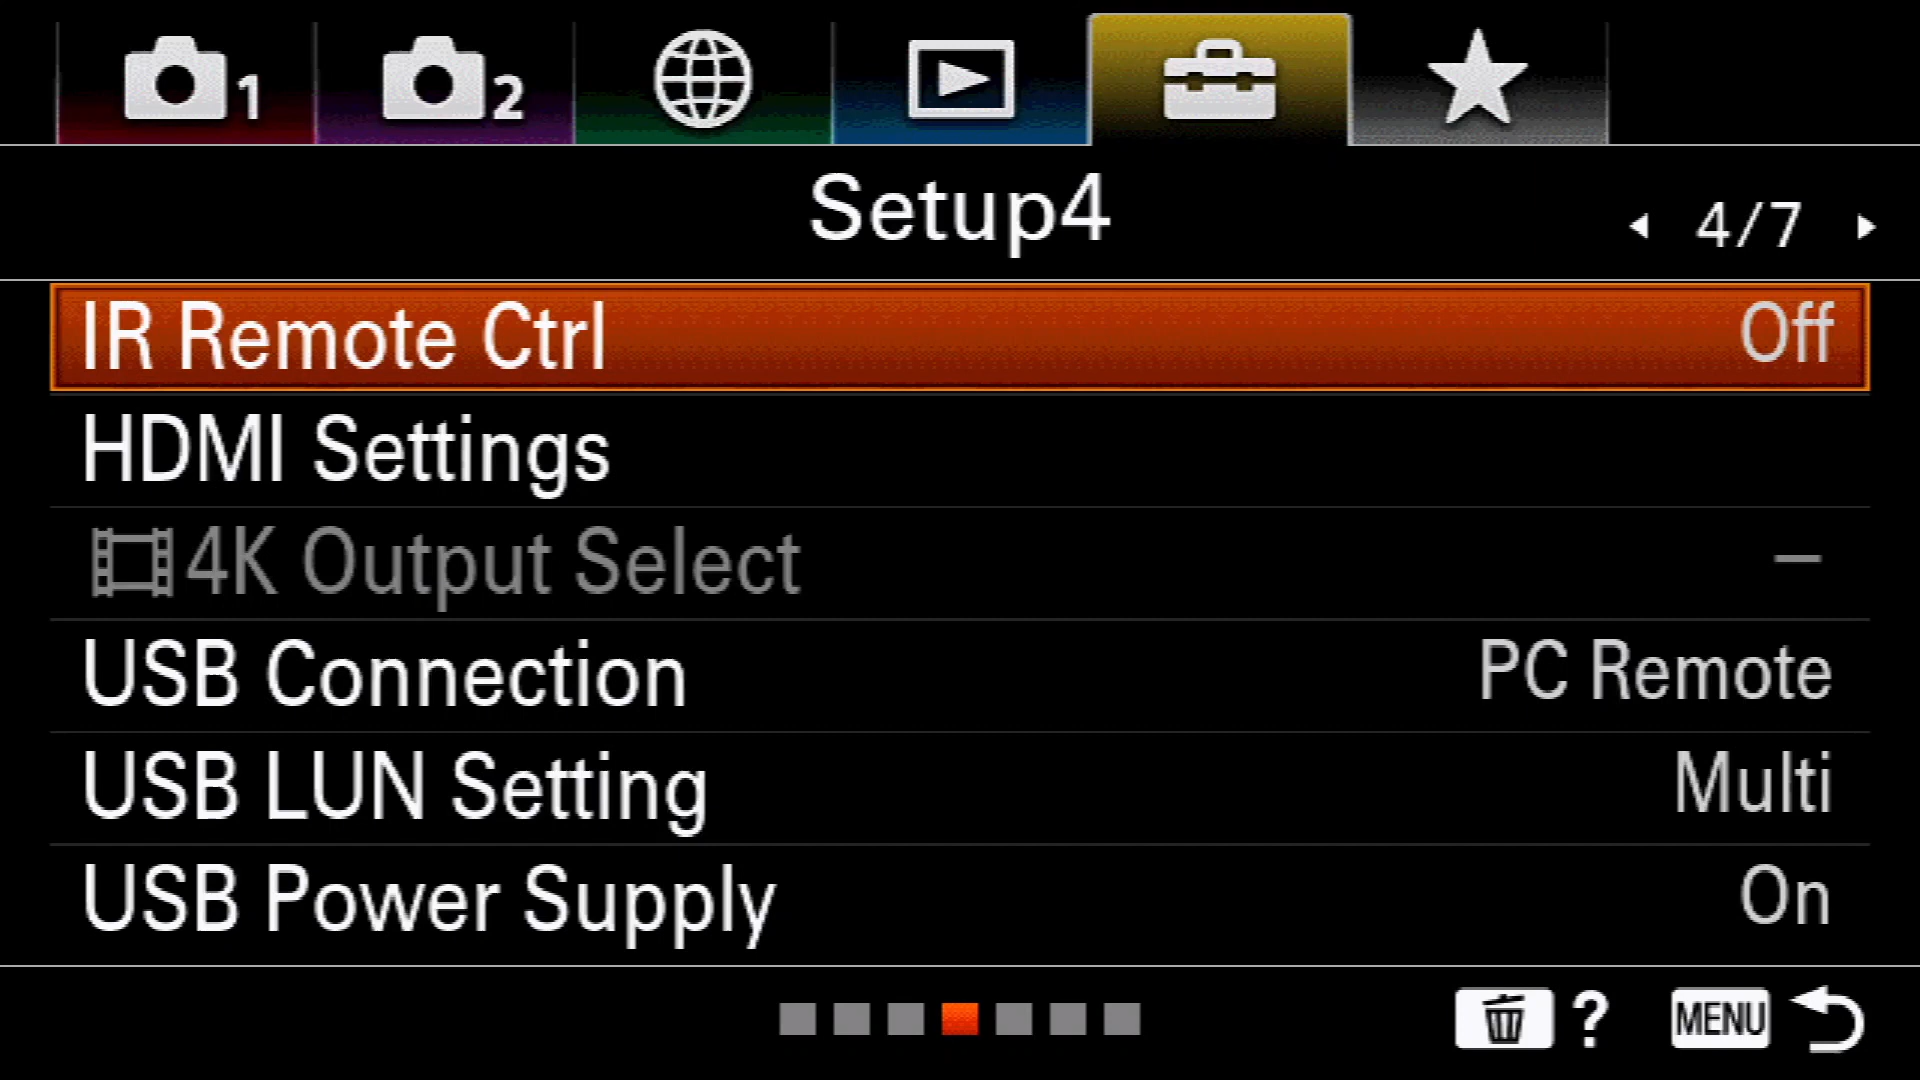 1 2
Setup4
4/7
IR Remote Ctrl Off
HDMI Settings
4K Output Select –
USB Connection PC Remote
USB LUN Setting Multi
USB Power Supply On
? MENU